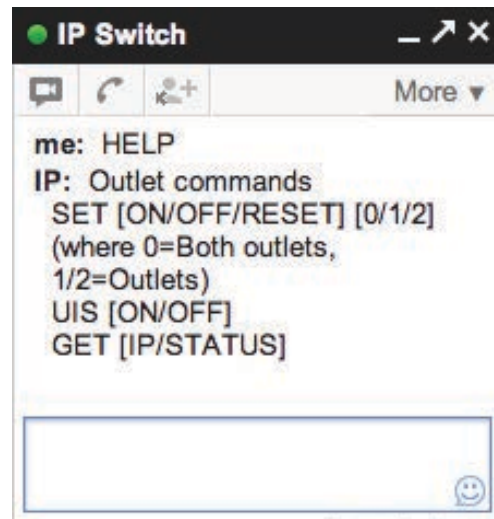 IP Switch
More ▼
me: HELP
IP: Outlet commands
SET [ON/OFF/RESET] [0/1/2]
(where 0=Both outlets,
1/2=Outlets)
UIS [ON/OFF]
GET [IP/STATUS]